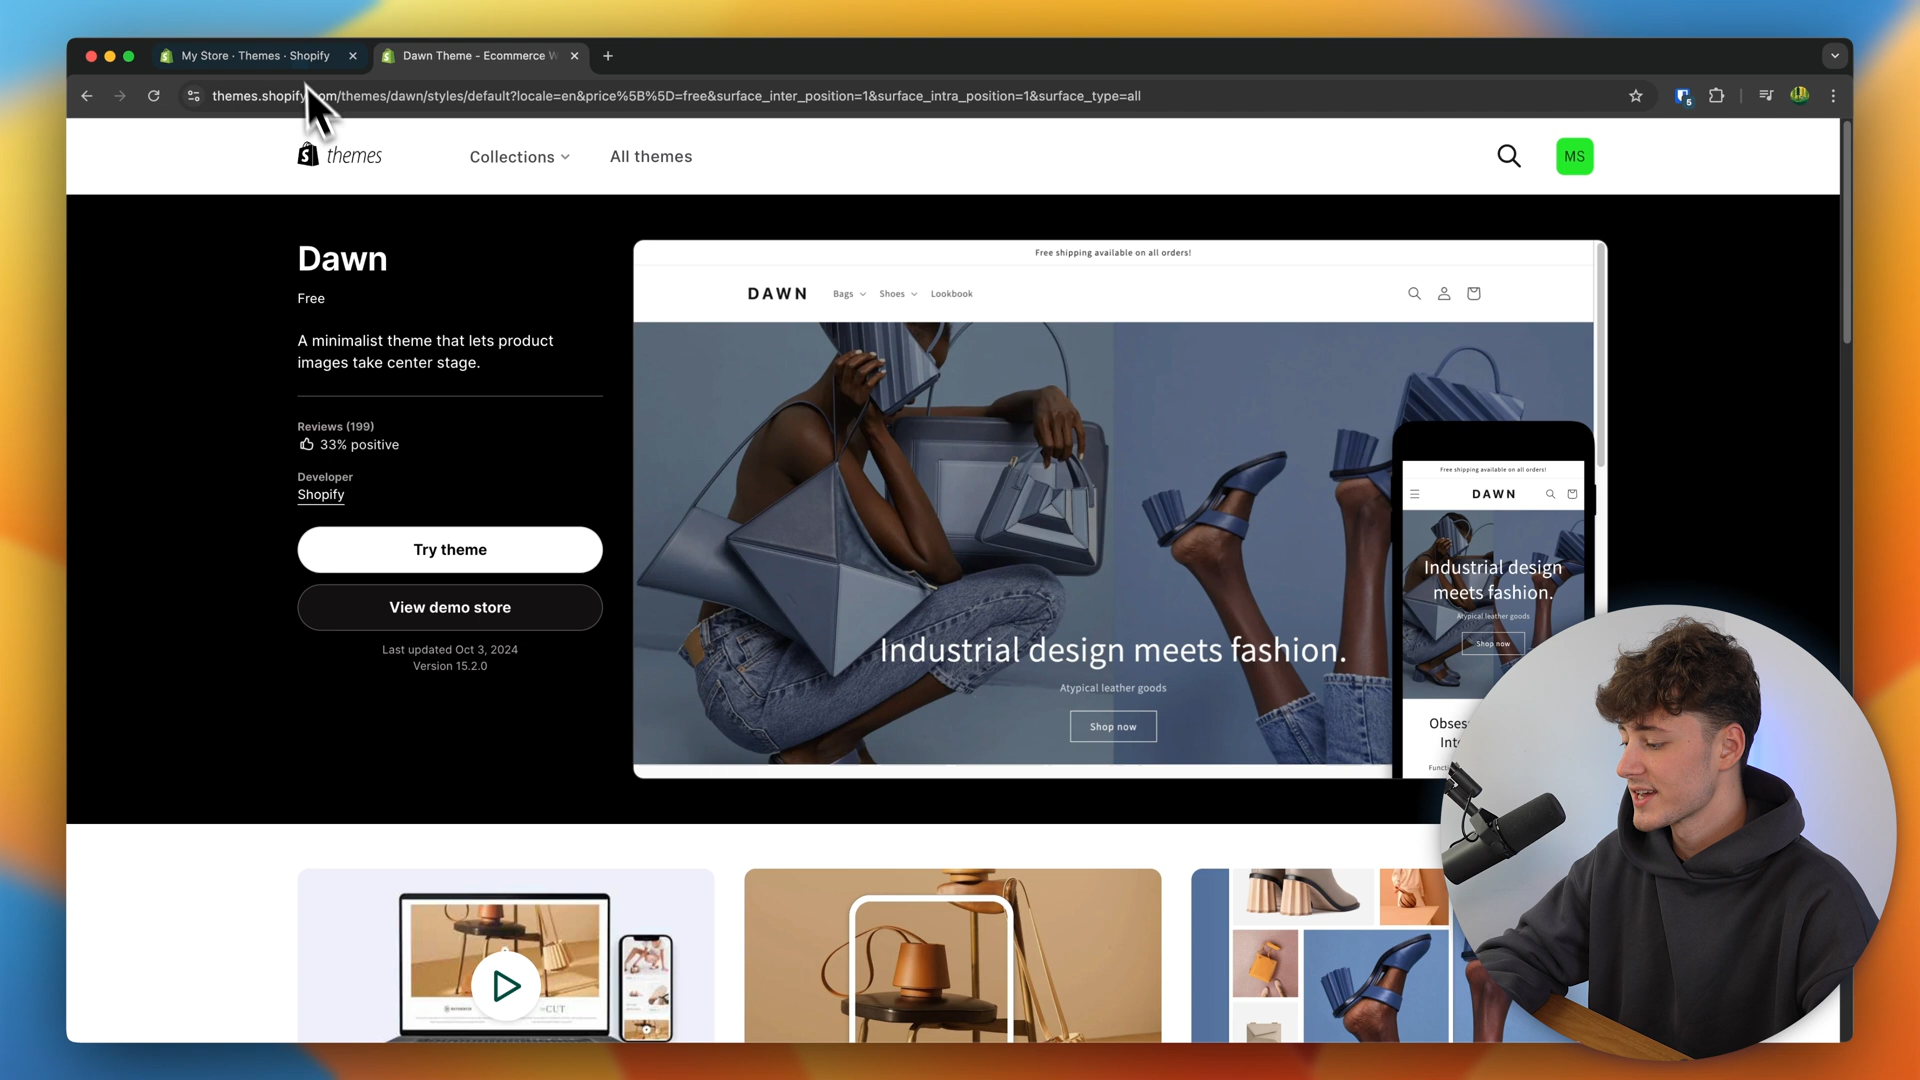 My Store · Themes · Shopify
Dawn Theme - Ecommerce W
themes.shopify.com/themes/dawn/styles/default?locale=en&price%5B%5D=free&surface_inter_position=1&surface_intra_position=1&surface_type=all
5
themes
Collections
All themes
MS
Dawn
Free
A minimalist theme that lets product
images take center stage.
Reviews (199)
33% positive
Developer
Shopify
Try theme
View demo store
Last updated Oct 3, 2024
Version 15.2.0
Free shipping available on all orders!
DAWN
Bags
Shoes
Lookbook
Industrial design meets fashion.
Atypical leather goods
Shop now
Free shipping available on all orders!
DAWN
Industrial design
meets fashion.
Atypical leather goods
Shop now